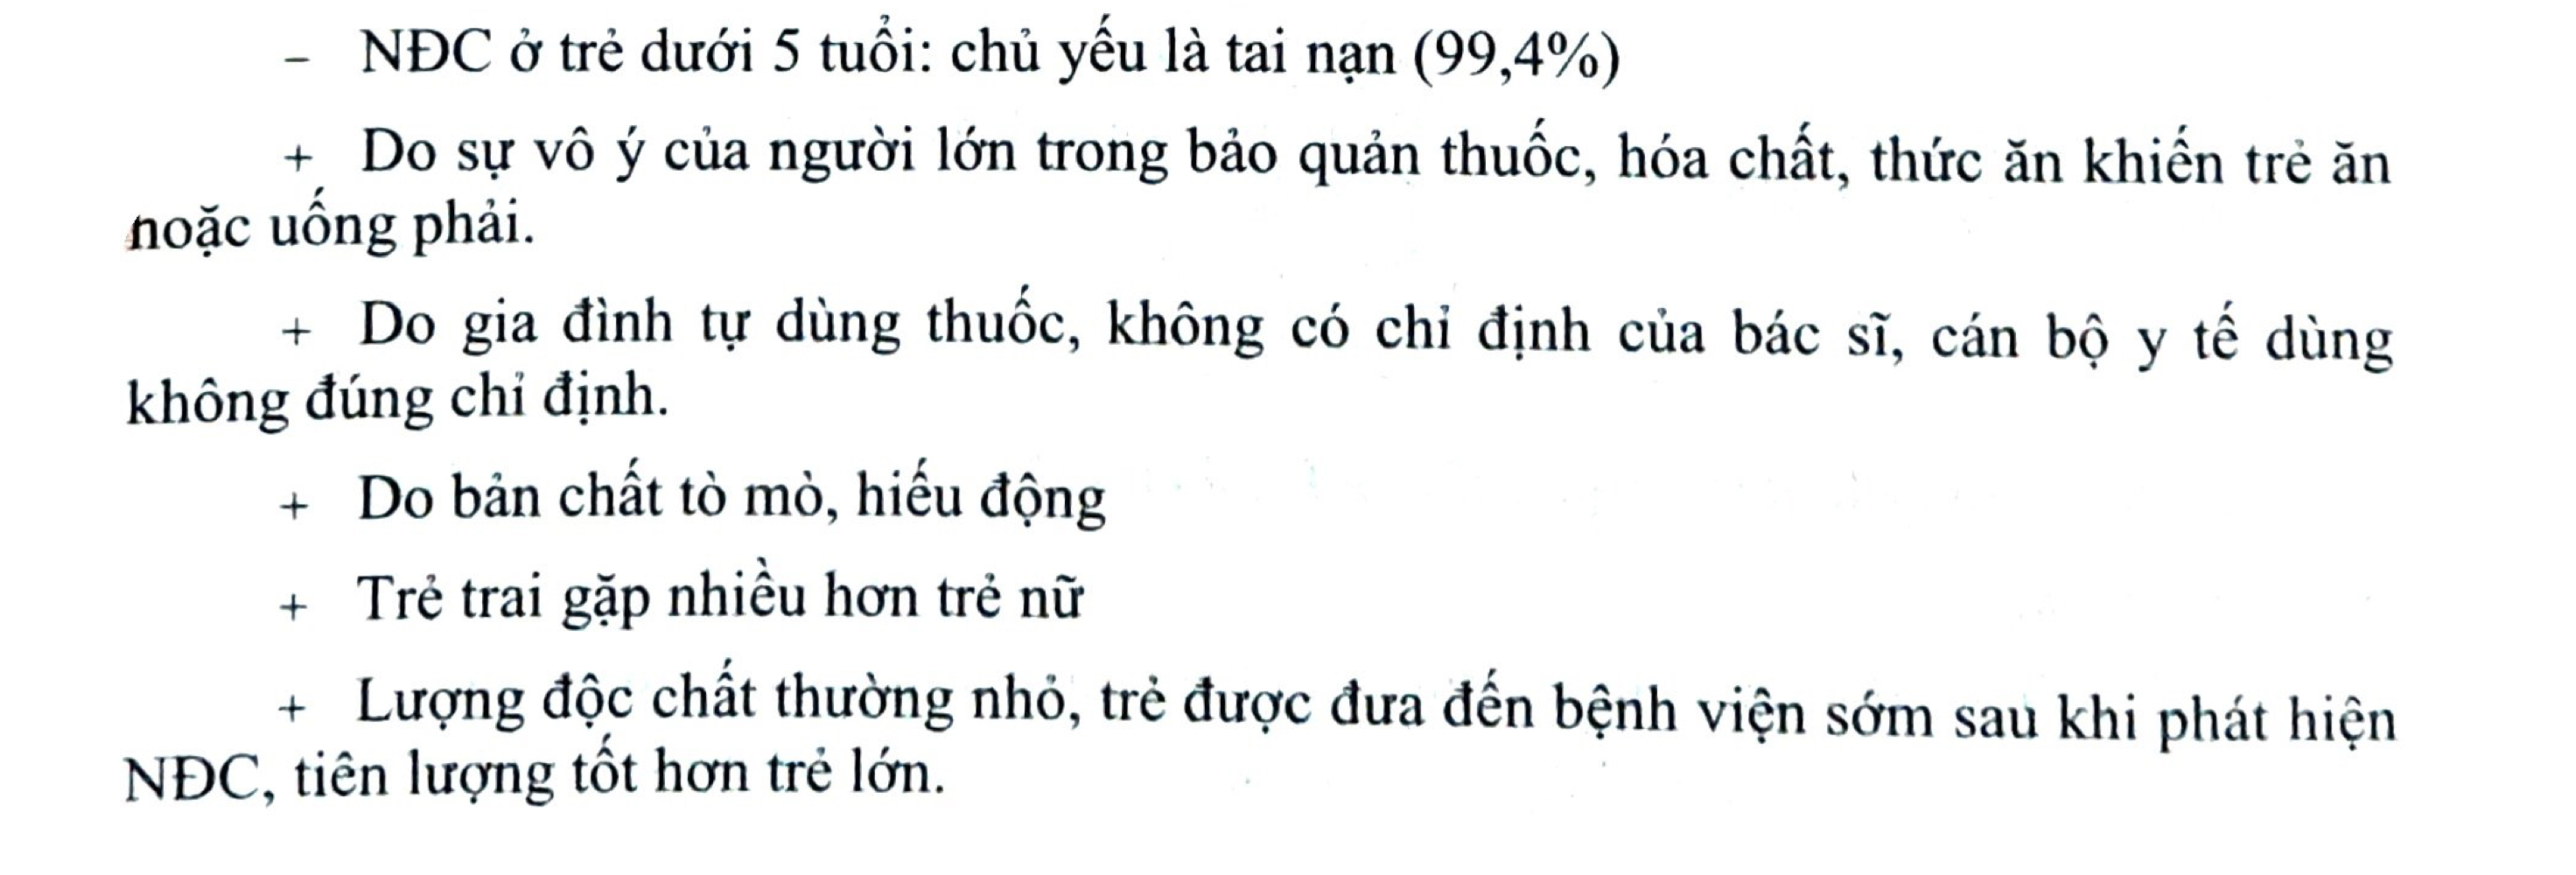 - NĐC ở trẻ dưới 5 tuổi: chủ yếu là tai nạn (99,4%)
+ Do sự vô ý của người lớn trong bảo quản thuốc, hóa chất, thức ăn khiến trẻ ăn
hoặc uống phải.
+ Do gia đình tự dùng thuốc, không có chỉ định của bác sĩ, cán bộ y tế dùng
không đúng chỉ định.
+ Do bản chất tò mò, hiếu động
+ Trẻ trai gặp nhiều hơn trẻ nữ
+ Lượng độc chất thường nhỏ, trẻ được đưa đến bệnh viện sớm sau khi phát hiện
NĐC, tiên lượng tốt hơn trẻ lớn.